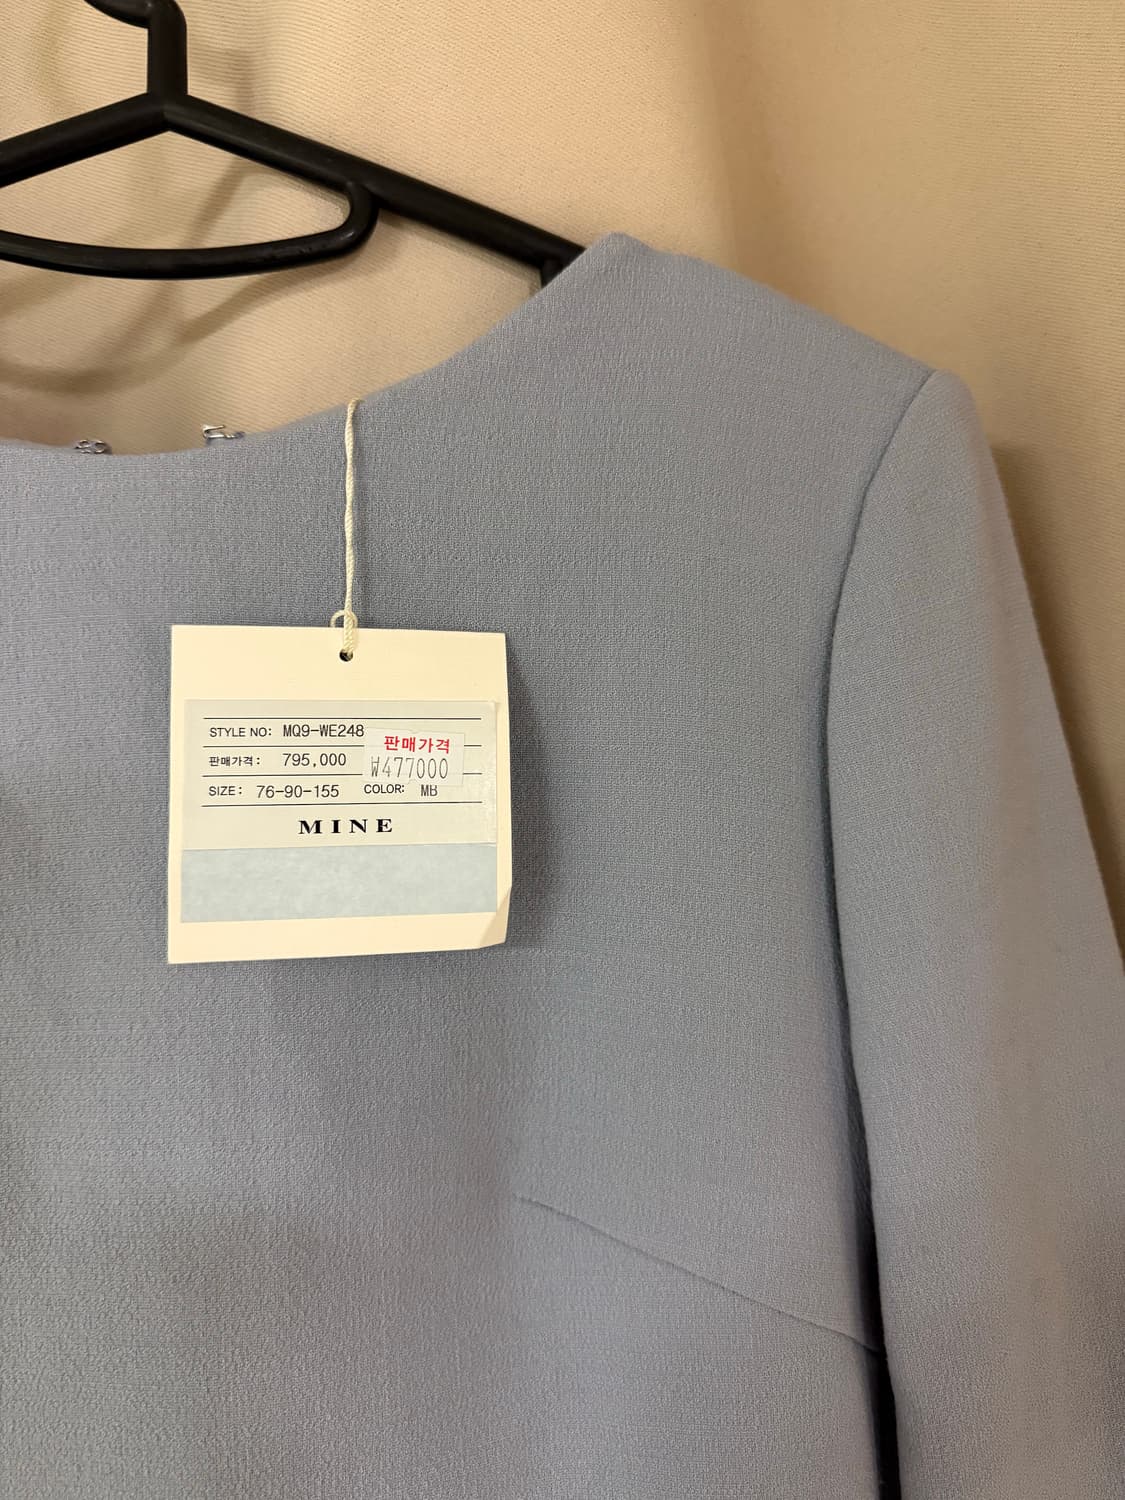 STYLE NO: MQ9-WE248
판매가격
판매가격: 795,000
₩477000
SIZE: 76-90-155 COLOR: MB
MINE